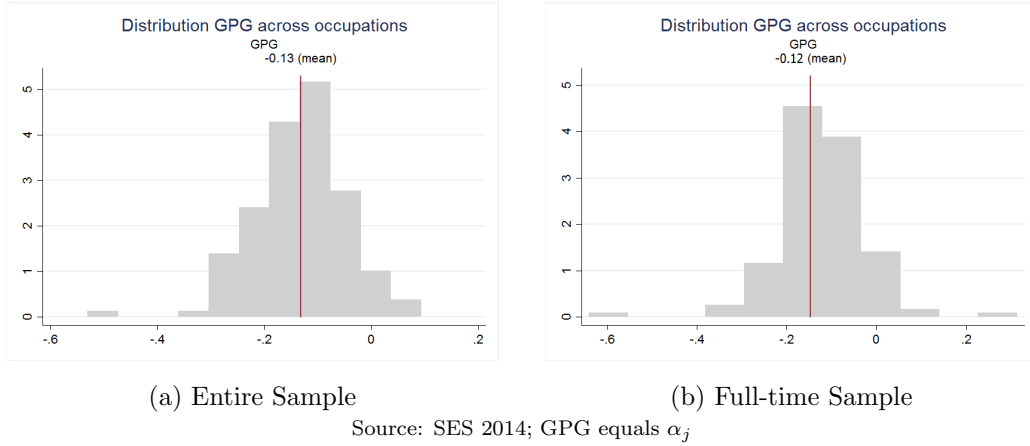 Distribution GPG across occupations
GPG
-0.13 (mean)
5
4
3
2
1
0
-.6
-.4
-.2
0
.2
(a) Entire Sample
Distribution GPG across occupations
GPG
-0.12 (mean)
5
4
3
2
1
0
-.6
-.4
-.2
0
.2
(b) Full-time Sample
Source: SES 2014; GPG equals αj